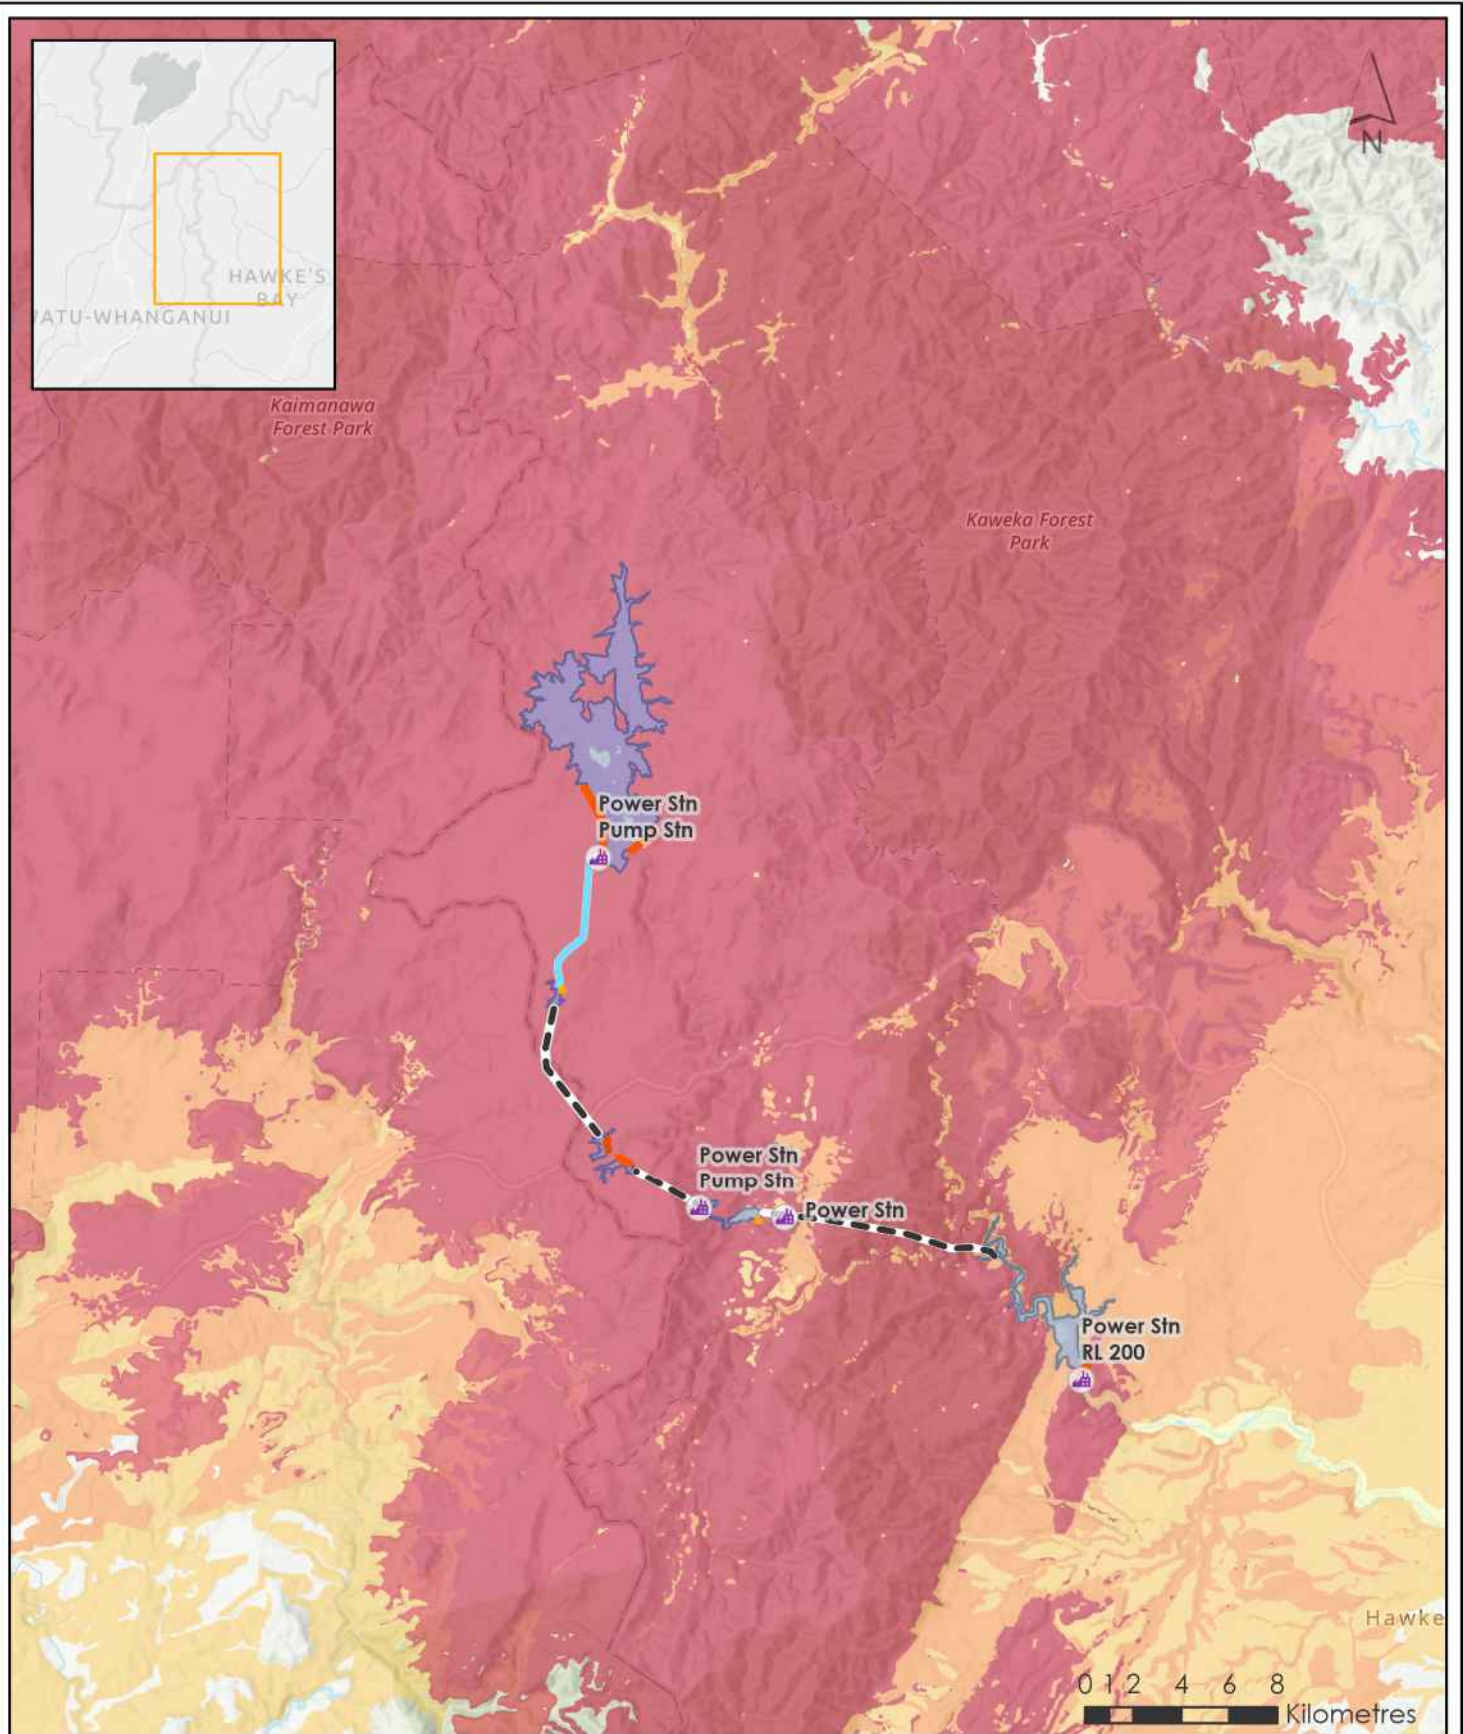 N
HAWKE'S
BAY
/ATU-WHANGANUI
Kaimanawa
Forest Park
Kaweka Forest
Park
Power Stn
Pump Stn
Power Stn
Pump Stn
Power Stn
Power Stn
RL 200
Hawke
0 1 2 4 6 8
Kilometres